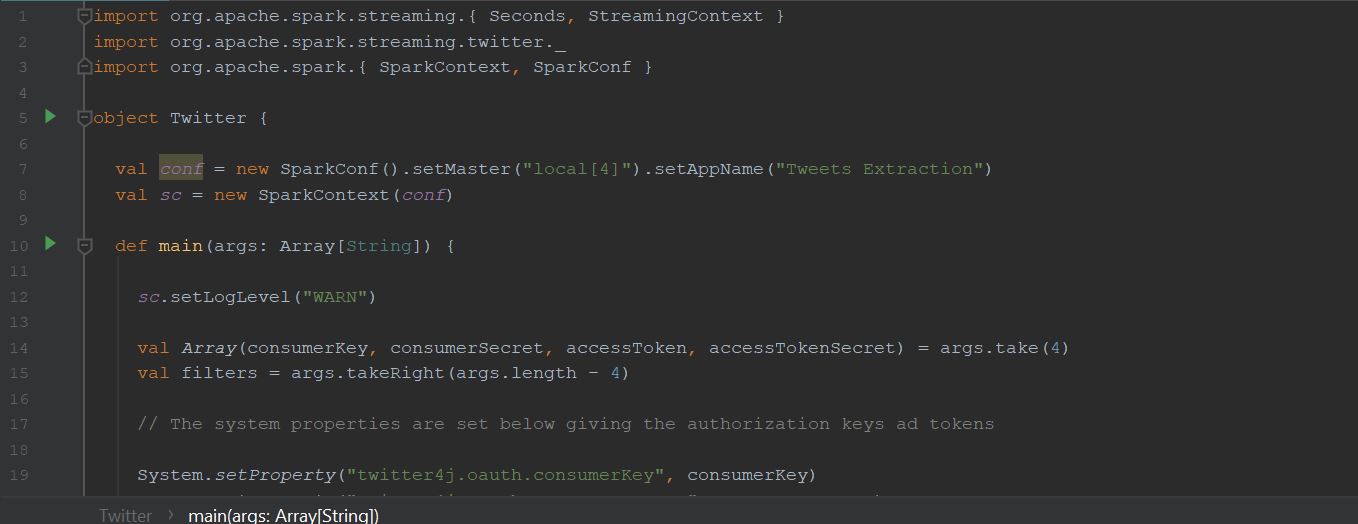 1 import org.apache.spark.streaming.{ Seconds, StreamingContext }
2 import org.apache.spark.streaming.twitter._
3 import org.apache.spark.{ SparkContext, SparkConf }
4
5 object Twitter {
6
7 val conf = new SparkConf().setMaster("local[4]").setAppName("Tweets Extraction")
8 val sc = new SparkContext(conf)
9
10 def main(args: Array[String]) {
11
12 sc.setLogLevel("WARN")
13
14 val Array(consumerKey, consumerSecret, accessToken, accessTokenSecret) = args.take(4)
15 val filters = args.takeRight(args.length - 4)
16
17 // The system properties are set below giving the authorization keys ad tokens
18
19 System.setProperty("twitter4j.oauth.consumerKey", consumerKey)
Twitter › main(args: Array[String])